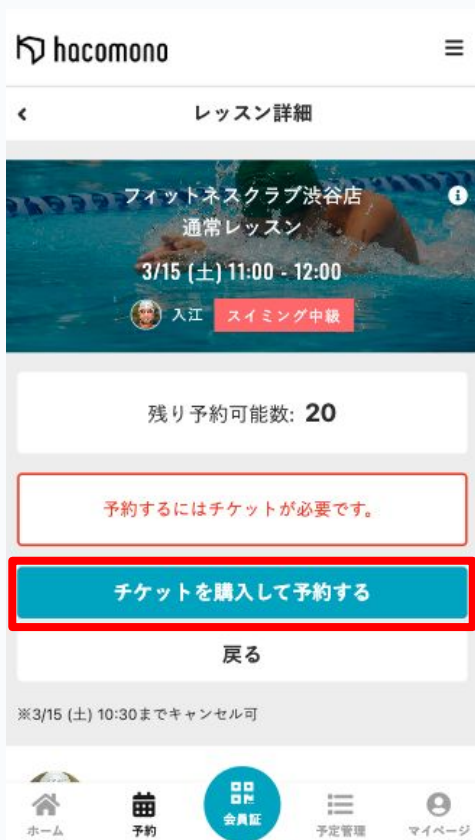 hacomono
レッスン詳細
フィットネスクラブ渋谷店
通常レッスン
3/15 (土) 11:00 - 12:00
入江 スイミング中級
残り予約可能数: 20
予約するにはチケットが必要です。
チケットを購入して予約する
戻る
※3/15 (土) 10:30までキャンセル可
ホーム 予約 会員証 予定管理 マイページ